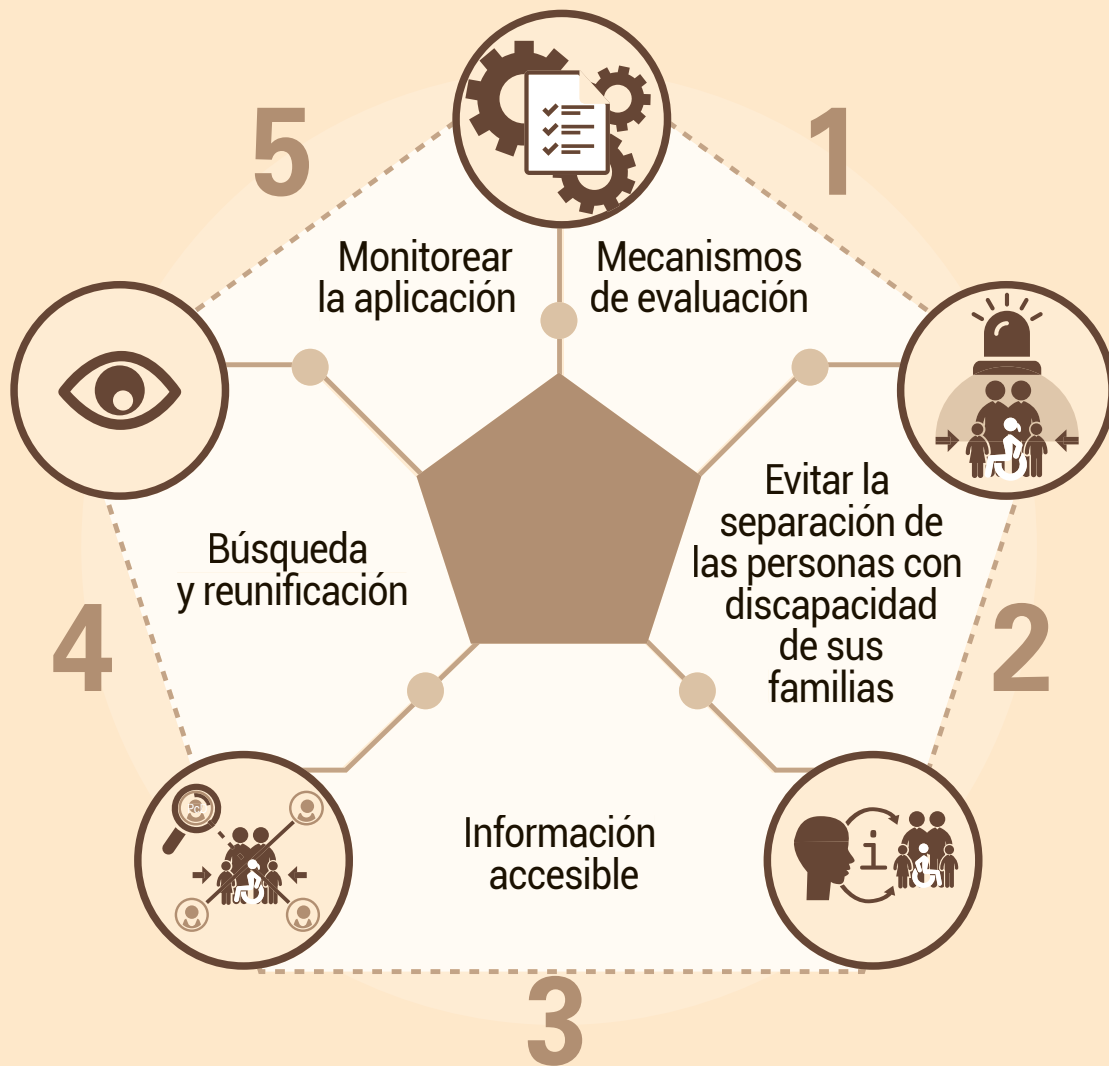 1
Mecanismos
de evaluación
2
Evitar la
separación de
las personas con
discapacidad
de sus
familias
3
Información
accesible
i
4
Búsqueda
y reunificación
5
Monitorear
la aplicación